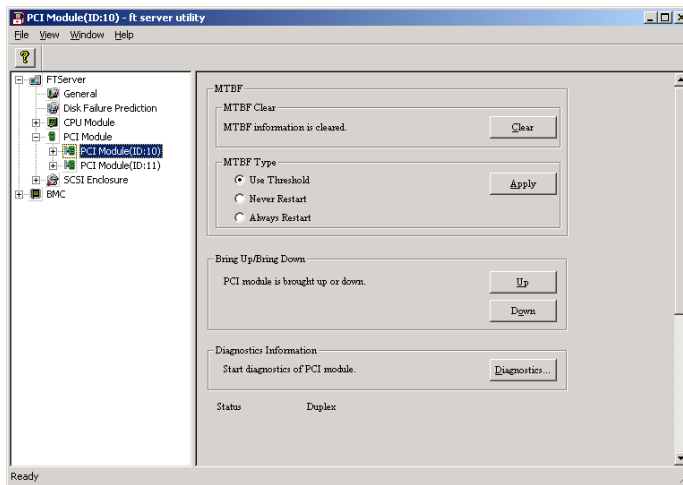 PCI Module(ID:10) - ft server utility
File View Window Help
FTServer
General
Disk Failure Prediction
CPU Module
PCI Module
PCI Module(ID:10)
PCI Module(ID:11)
SCSI Enclosure
BMC
MTBF
MTBF Clear
MTBF information is cleared.
Clear
MTBF Type
Use Threshold
Never Restart
Always Restart
Apply
Bring Up/Bring Down
PCI module is brought up or down.
Up
Down
Diagnostics Information
Start diagnostics of PCI module.
Diagnostics...
Status Duplex
Ready